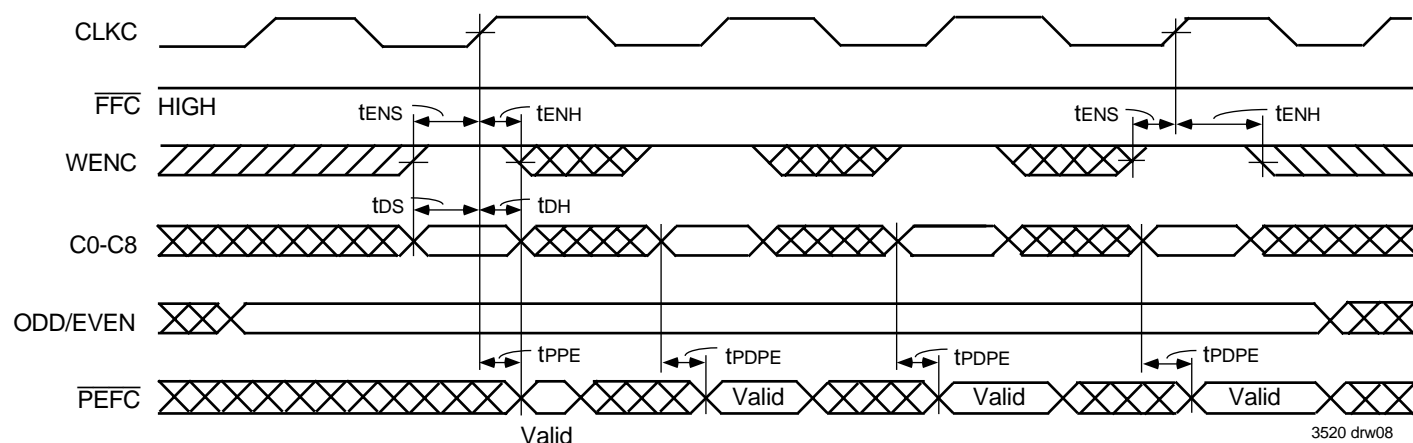 CLKC
FFC HIGH
tENS tENH tENS tENH
WENC
tDS tDH
C0-C8
ODD/EVEN
tPPE tPDPE tPDPE tPDPE
PEFC Valid Valid Valid
Valid
3520 drw08